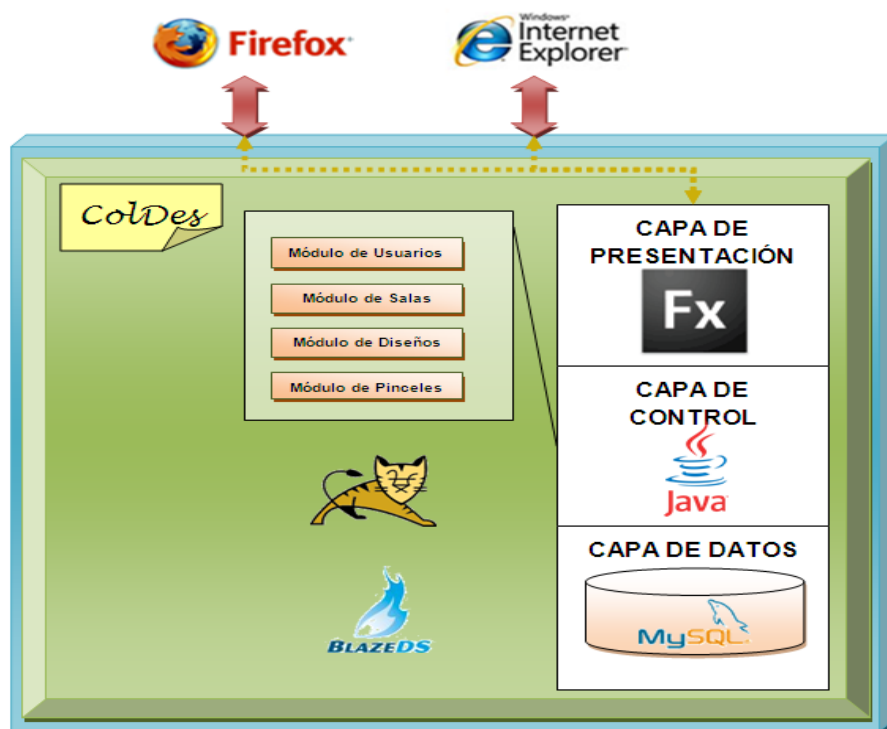 Firefox
Windows
Internet
Explorer
ColDes
Módulo de Usuarios
Módulo de Salas
Módulo de Diseños
Módulo de Pinceles
CAPA DE
PRESENTACIÓN
Fx
CAPA DE
CONTROL
Java
CAPA DE DATOS
MySQL
BLAZEDS